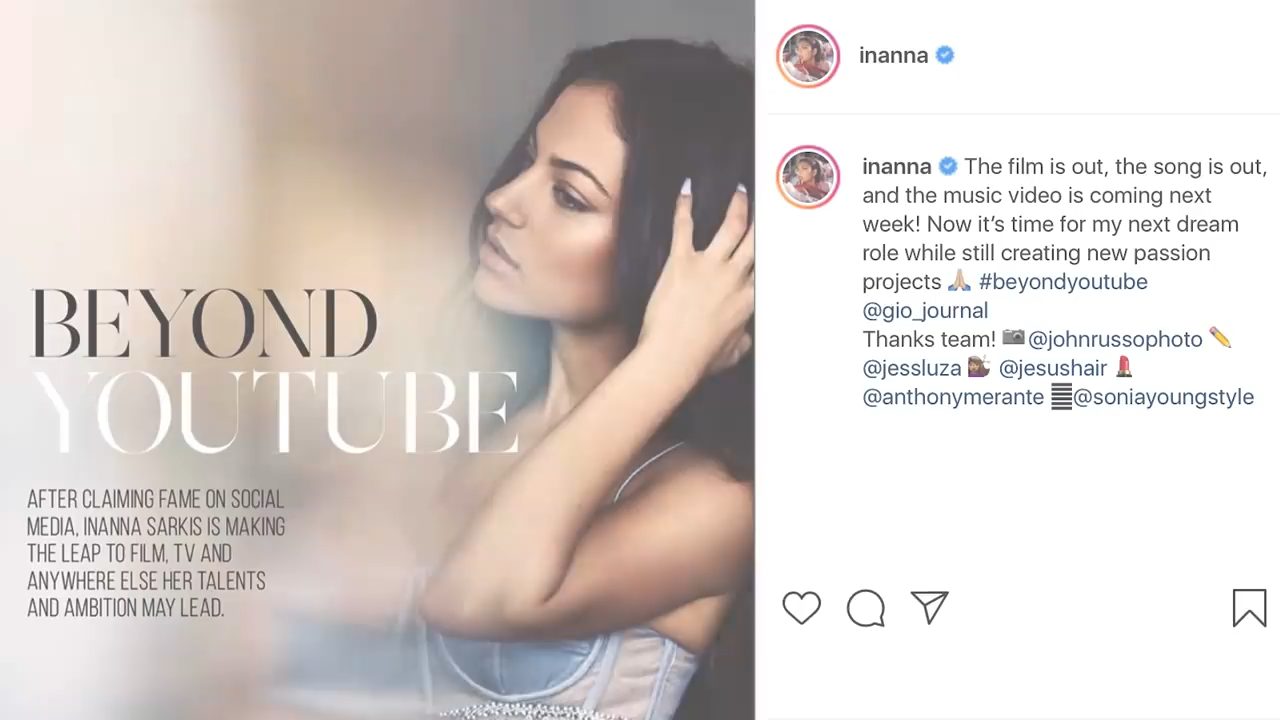 BEYOND
YOUTUBE
AFTER CLAIMING FAME ON SOCIAL
MEDIA, INANNA SARKIS IS MAKING
THE LEAP TO FILM, TV AND
ANYWHERE ELSE HER TALENTS
AND AMBITION MAY LEAD.
inanna
inanna The film is out, the song is out,
and the music video is coming next
week! Now it’s time for my next dream
role while still creating new passion
projects 🙏🏼 #beyondyoutube
@gio_journal
Thanks team! 📷@johnrussophoto ✏️
@jessluza 💇🏽‍♀️ @jesushair 💄
@anthonymerante @soniayoungstyle